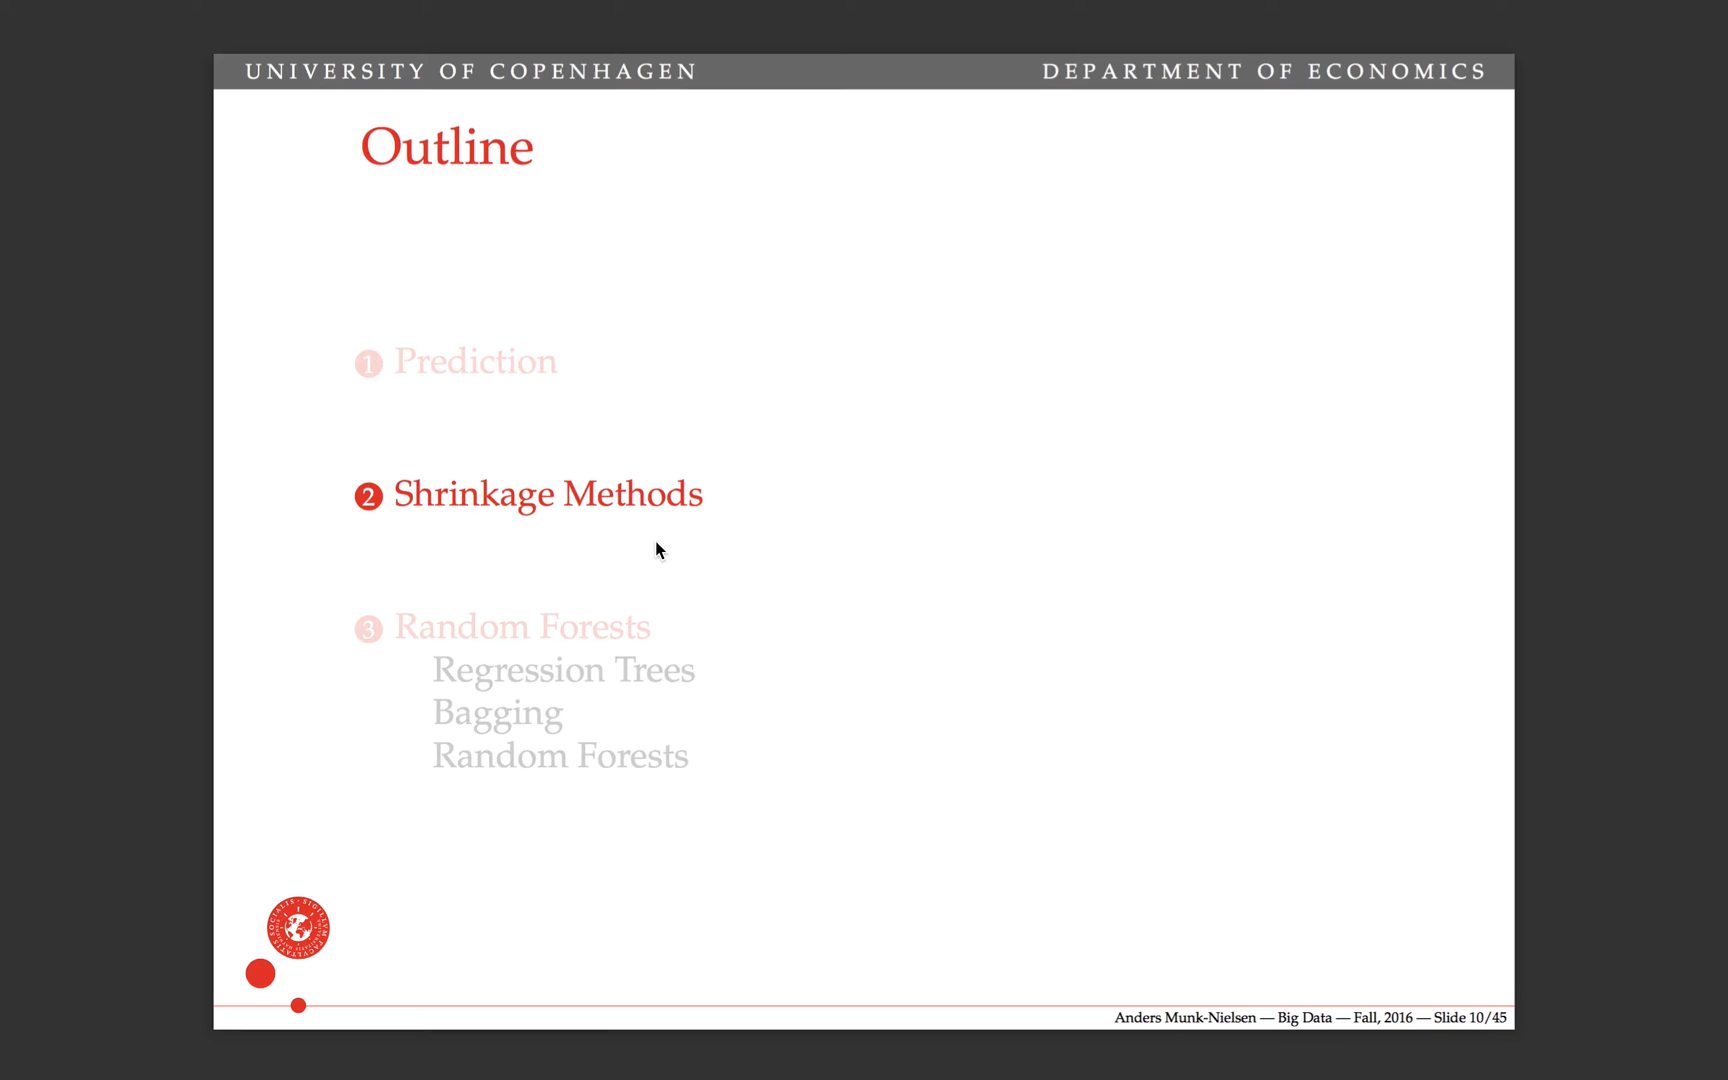 UNIVERSITY OF COPENHAGEN
DEPARTMENT OF ECONOMICS
Outline
1 Prediction
2 Shrinkage Methods
3 Random Forests
Regression Trees
Bagging
Random Forests
Anders Munk-Nielsen — Big Data — Fall, 2016 — Slide 10/45